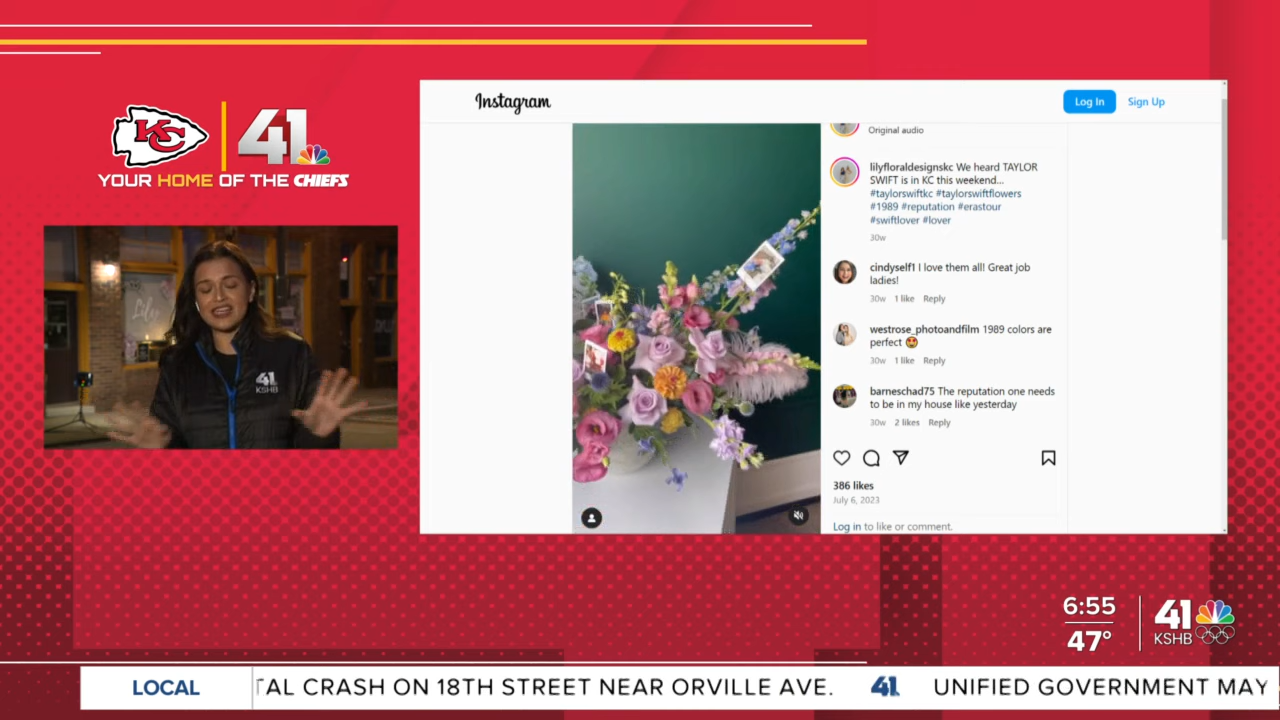 KC
41
YOUR HOME OF THE CHIEFS
Lily
41
KSHB
Instagram
Log In
Sign Up
Original audio
lilyfloraldesignskc We heard TAYLOR
SWIFT is in KC this weekend...
#taylorswiftkc #taylorswiftflowers
#1989 #reputation #erastour
#swiftlover #lover
30w
cindyself1 I love them all! Great job
ladies!
30w 1 like Reply
westrose_photoandfilm 1989 colors are
perfect 😍
30w 1 like Reply
barneschad75 The reputation one needs
to be in my house like yesterday
30w 2 likes Reply
386 likes
July 6, 2023
Log in to like or comment.
6:55
47°
41
KSHB
LOCAL
TAL CRASH ON 18TH STREET NEAR ORVILLE AVE. 41 UNIFIED GOVERNMENT MAY